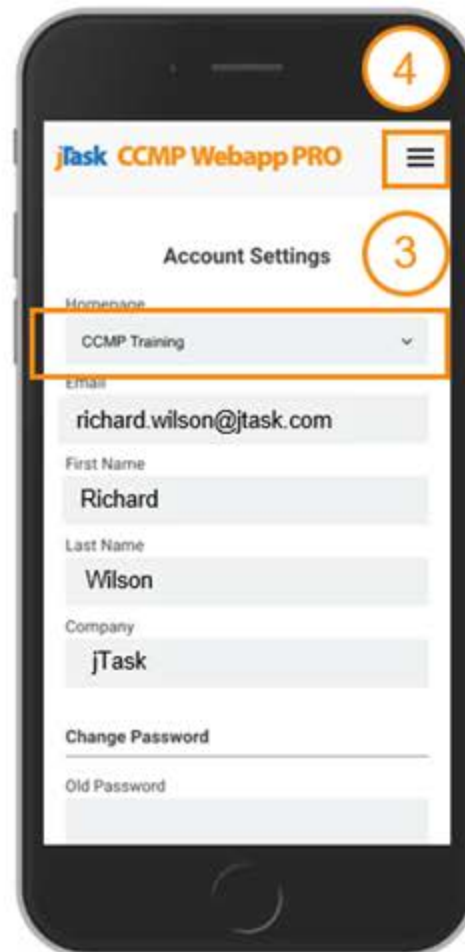 4
jTask CCMP Webapp PRO
3
Account Settings
Homepage
CCMP Training
Email
richard.wilson@jtask.com
First Name
Richard
Last Name
Wilson
Company
jTask
Change Password
Old Password